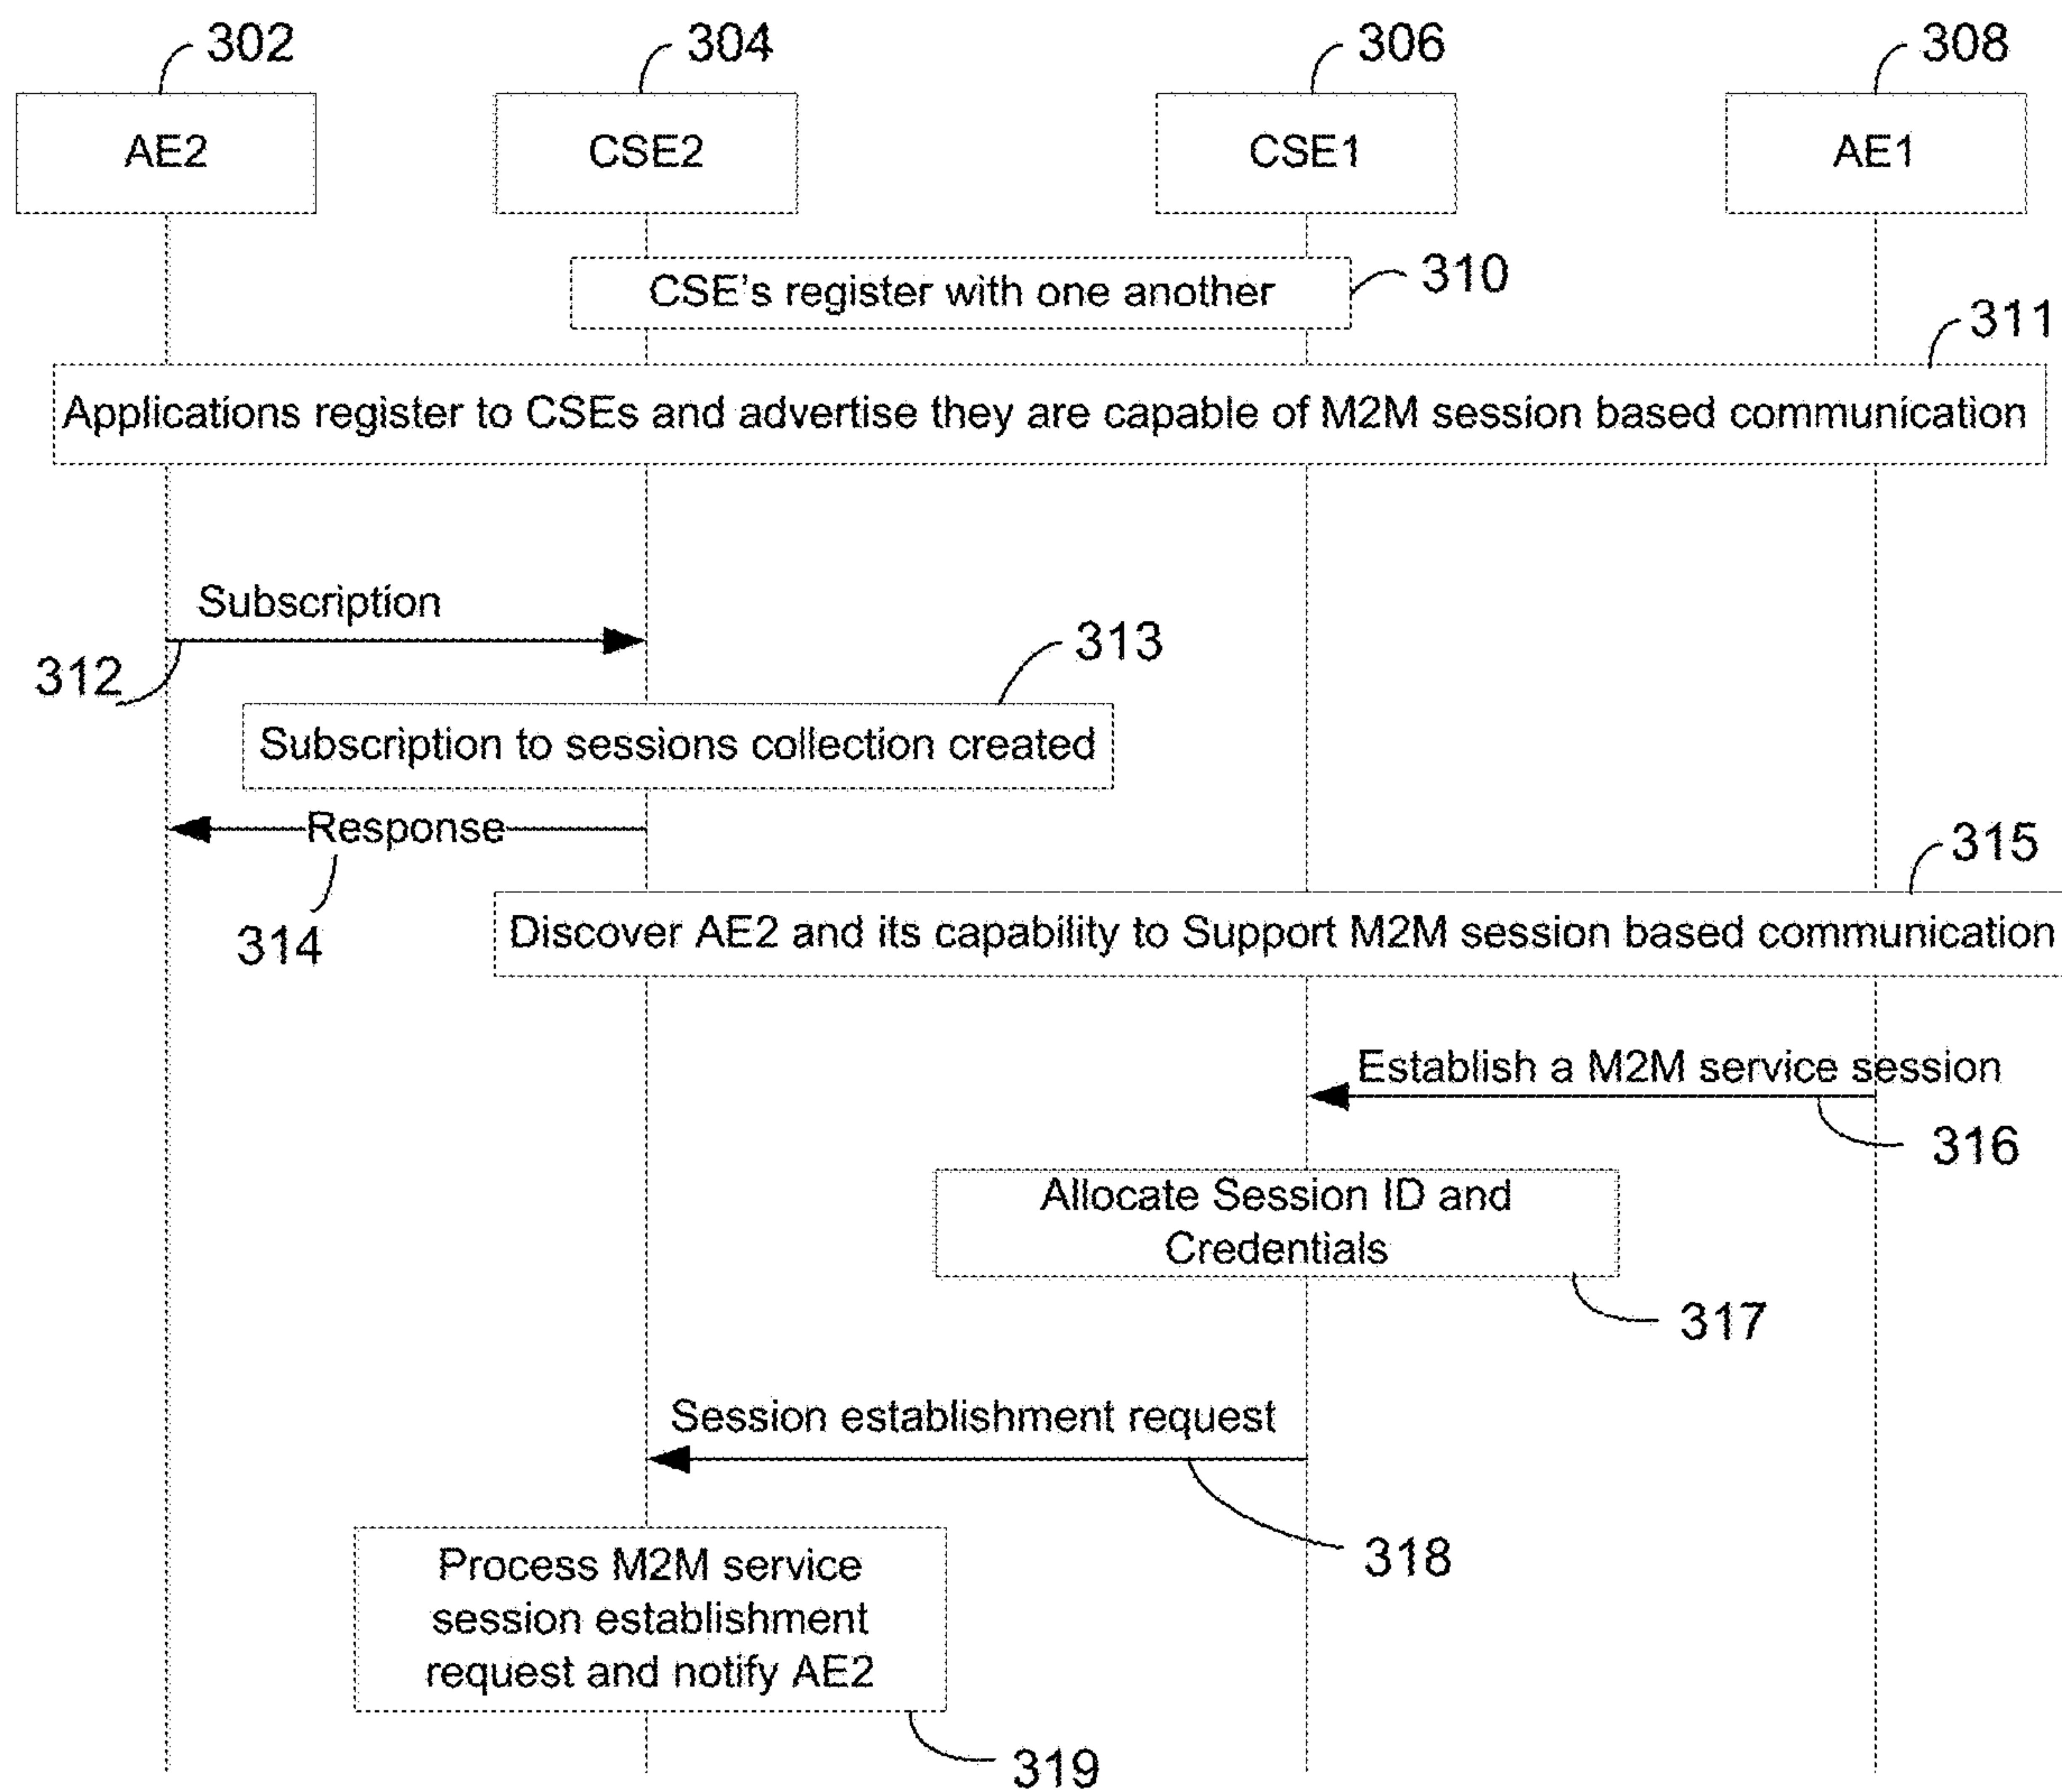 302
304
306
308
AE2
CSE2
CSE1
AE1
CSE's register with one another
310
311
Applications register to CSEs and advertise they are capable of M2M session based communication
Subscription
312
313
Subscription to sessions collection created
Response
314
315
Discover AE2 and its capability to Support M2M session based communication
Establish a M2M service session
316
Allocate Session ID and
Credentials
317
Session establishment request
318
Process M2M service
session establishment
request and notify AE2
319